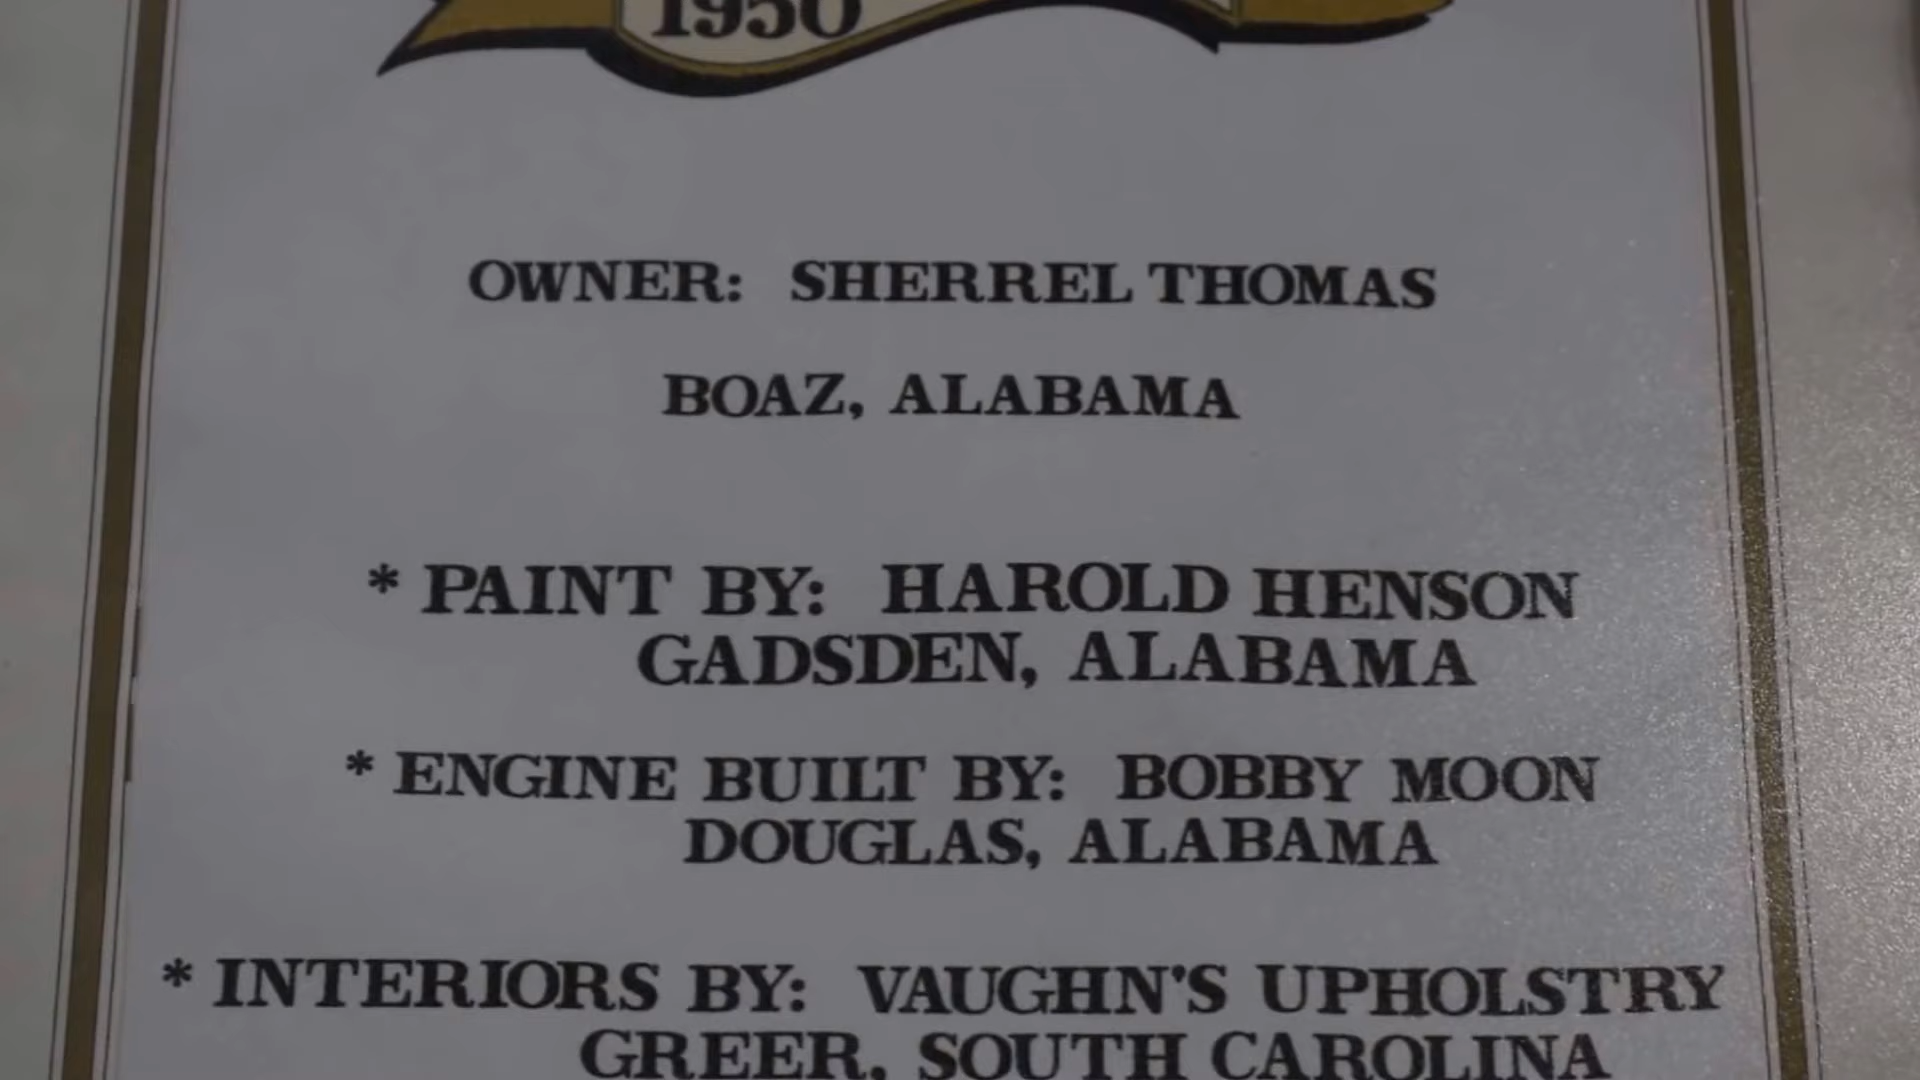 1950
OWNER: SHERREL THOMAS
BOAZ, ALABAMA
* PAINT BY: HAROLD HENSON
GADSDEN, ALABAMA
* ENGINE BUILT BY: BOBBY MOON
DOUGLAS, ALABAMA
* INTERIORS BY: VAUGHN'S UPHOLSTRY
GREER, SOUTH CAROLINA